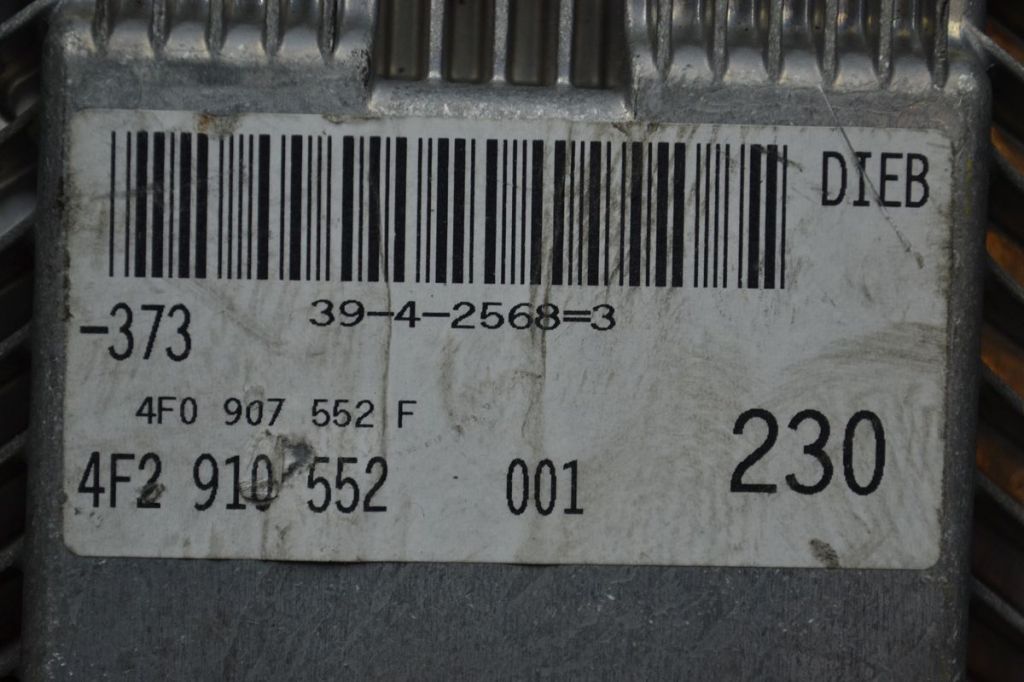 DIEB
39-4-2568=3
-373
4F0 907 552 F
4F2 910 552 001
230